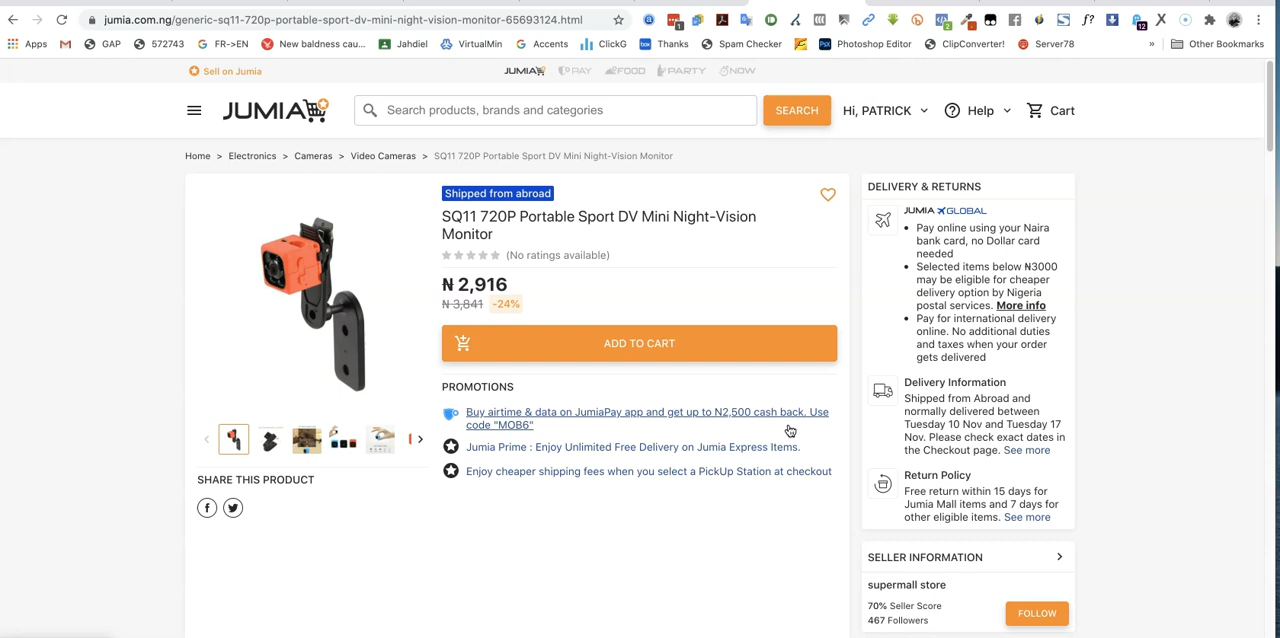 jumia.com.ng/generic-sq11-720p-portable-sport-dv-mini-night-vision-monitor-65693124.html
Apps
GAP
572743
FR->EN
New baldness cau...
Jahdiel
VirtualMin
Accents
ClickG
Thanks
Spam Checker
Photoshop Editor
ClipConverter!
Server78
»
Other Bookmarks
Sell on Jumia
JUMIA
PAY
FOOD
PARTY
NOW
JUMIA
Search products, brands and categories
SEARCH
Hi, PATRICK
Help
Cart
Home > Electronics > Cameras > Video Cameras > SQ11 720P Portable Sport DV Mini Night-Vision Monitor
Shipped from abroad
SQ11 720P Portable Sport DV Mini Night-Vision
Monitor
(No ratings available)
₦ 2,916
₦ 3,841 -24%
ADD TO CART
PROMOTIONS
Buy airtime & data on JumiaPay app and get up to N2,500 cash back. Use
code "MOB6"
Jumia Prime : Enjoy Unlimited Free Delivery on Jumia Express Items.
Enjoy cheaper shipping fees when you select a PickUp Station at checkout
SHARE THIS PRODUCT
DELIVERY & RETURNS
JUMIA GLOBAL
Pay online using your Naira
bank card, no Dollar card
needed
Selected items below ₦3000
may be eligible for cheaper
delivery option by Nigeria
postal services. More info
Pay for international delivery
online. No additional duties
and taxes when your order
gets delivered
Delivery Information
Shipped from Abroad and
normally delivered between
Tuesday 10 Nov and Tuesday 17
Nov. Please check exact dates in
the Checkout page. See more
Return Policy
Free return within 15 days for
Jumia Mall items and 7 days for
other eligible items. See more
SELLER INFORMATION
supermall store
70% Seller Score
467 Followers
FOLLOW